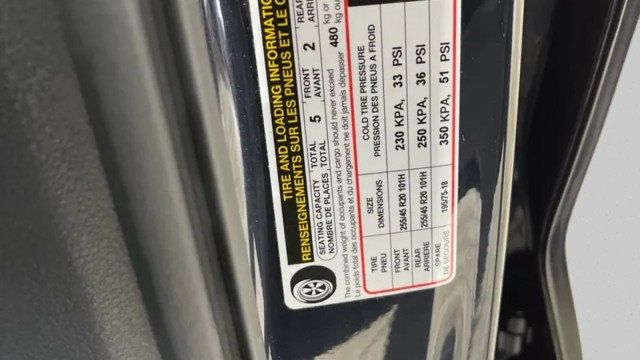 TIRE AND LOADING INFORMATION
RENSEIGNEMENTS SUR LES PNEUS ET LE C
SEATING CAPACITY TOTAL 5 FRONT 2 REAR
NOMBRE DE PLACES TOTAL AVANT ARRI
The combined weight of occupants and cargo should never exceed 480 kg or
Le poids total des occupants et du chargement ne doit jamais dépasser kg ou
TIRE SIZE COLD TIRE PRESSURE
PNEU DIMENSIONS PRESSION DES PNEUS A FROID
FRONT 255/45 R20 101H 230 KPA, 33 PSI
AVANT
REAR 255/45 R20 101H 250 KPA, 36 PSI
ARRIERE
SPARE 195/75-18 350 KPA, 51 PSI
DE SECOURS